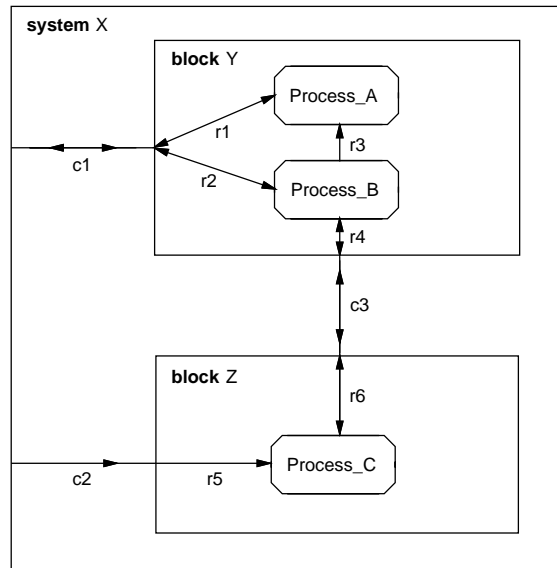 system X
block Y
Process_A
r1
r3
c1
r2
Process_B
r4
c3
block Z
r6
Process_C
c2
r5